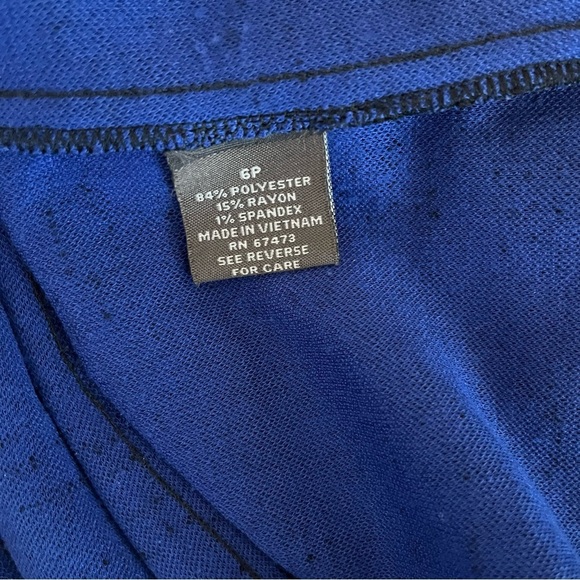 6P
84% POLYESTER
15% RAYON
1% SPANDEX
MADE IN VIETNAM
RN 67473
SEE REVERSE
FOR CARE